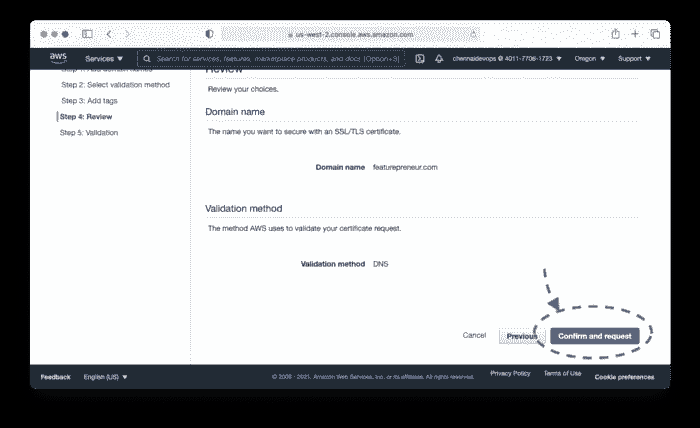 us-west-2.console.aws.amazon.com
aws Services Search for services, features, marketplace products, and docs [Option+S] chennaidevops @ 4011-7706-1723 Oregon Support
Step 2: Select validation method
Step 3: Add tags
Step 4: Review
Step 5: Validation
Review
Review your choices.
Domain name
The name you want to secure with an SSL/TLS certificate.
Domain name featurepreneur.com
Validation method
The method AWS uses to validate your certificate request.
Validation method DNS
Cancel Previous Confirm and request
Feedback English (US) © 2008 - 2021, Amazon Web Services, Inc. or its affiliates. All rights reserved. Privacy Policy Terms of Use Cookie preferences